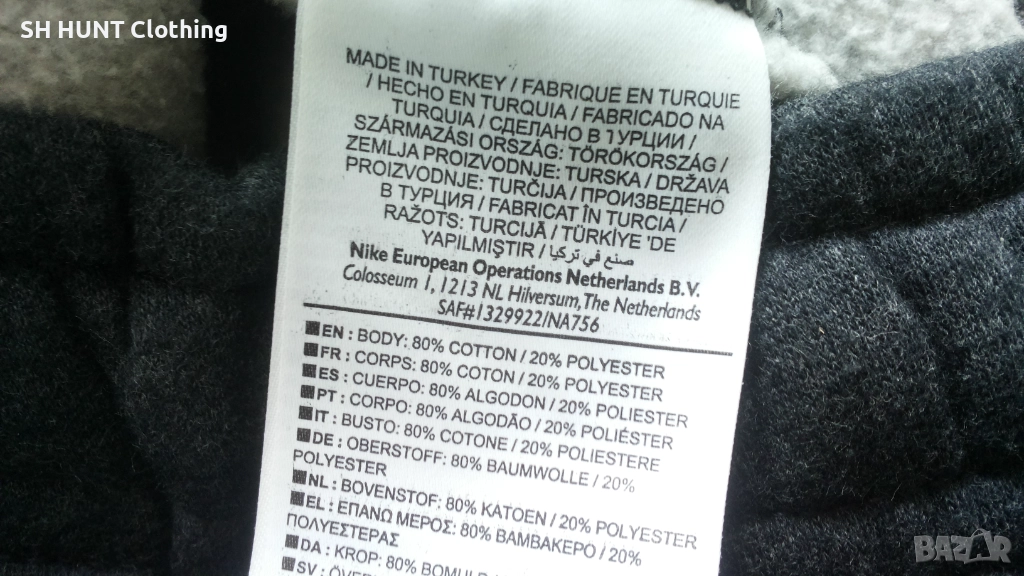 SH HUNT Clothing
MADE IN TURKEY / FABRIQUE EN TURQUIE
/ HECHO EN TURQUIA / FABRICADO NA
TURQUIA / СДЕЛАНО В ТУРЦИИ /
SZÁRMAZÁSI ORSZÁG: TÖRÖKORSZÁG /
ZEMLJA PROIZVODNJE: TURSKA / DRŽAVA
PROIZVODNJE: TURČIJA / ПРОИЗВЕДЕНО
В ТУРЦИЯ / FABRICAT ÎN TURCIA /
RAŽOTS: TURCIJĀ / TÜRKİYE 'DE
YAPILMIŞTIR / صنع في تركيا
Nike European Operations Netherlands B.V.
Colosseum 1, 1213 NL Hilversum, The Netherlands
SAF#1329922/NA756
EN : BODY: 80% COTTON / 20% POLYESTER
FR : CORPS: 80% COTON / 20% POLYESTER
ES : CUERPO: 80% ALGODON / 20% POLIESTER
PT : CORPO: 80% ALGODÃO / 20% POLIÉSTER
IT : BUSTO: 80% COTONE / 20% POLIESTERE
DE : OBERSTOFF: 80% BAUMWOLLE / 20%
POLYESTER
NL : BOVENSTOF: 80% KATOEN / 20% POLYESTER
EL : ΕΠΑΝΩ ΜΕΡΟΣ: 80% ΒΑΜΒΑΚΕΡΟ / 20%
ΠΟΛΥΕΣΤΕΡΑΣ
DA : KROP: 80%
SV :
BAZAR